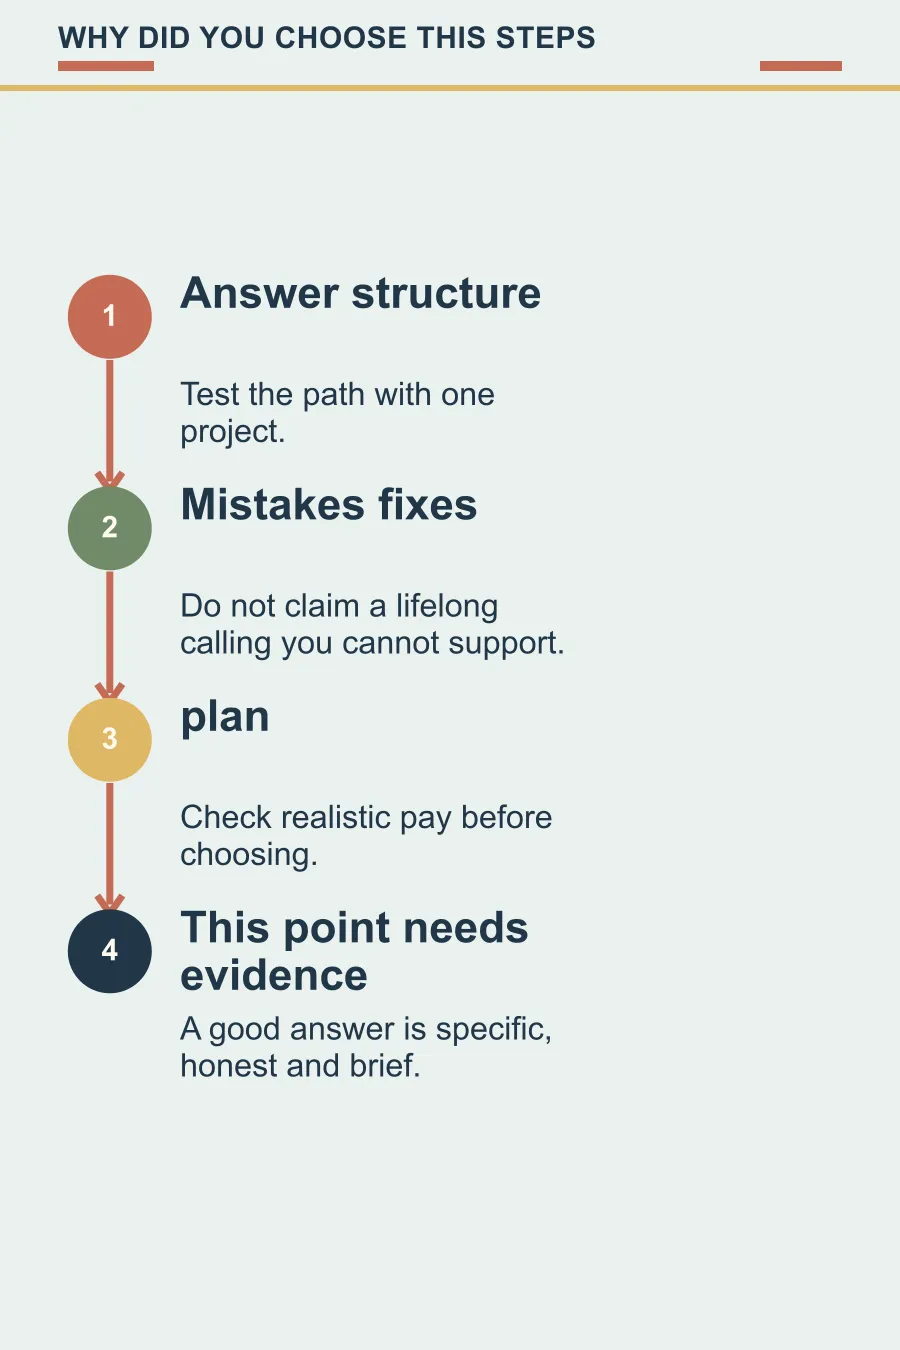 WHY DID YOU CHOOSE THIS STEPS
1
Answer structure
Test the path with one
project.
2
Mistakes fixes
Do not claim a lifelong
calling you cannot support.
3
plan
Check realistic pay before
choosing.
4
This point needs
evidence
A good answer is specific,
honest and brief.